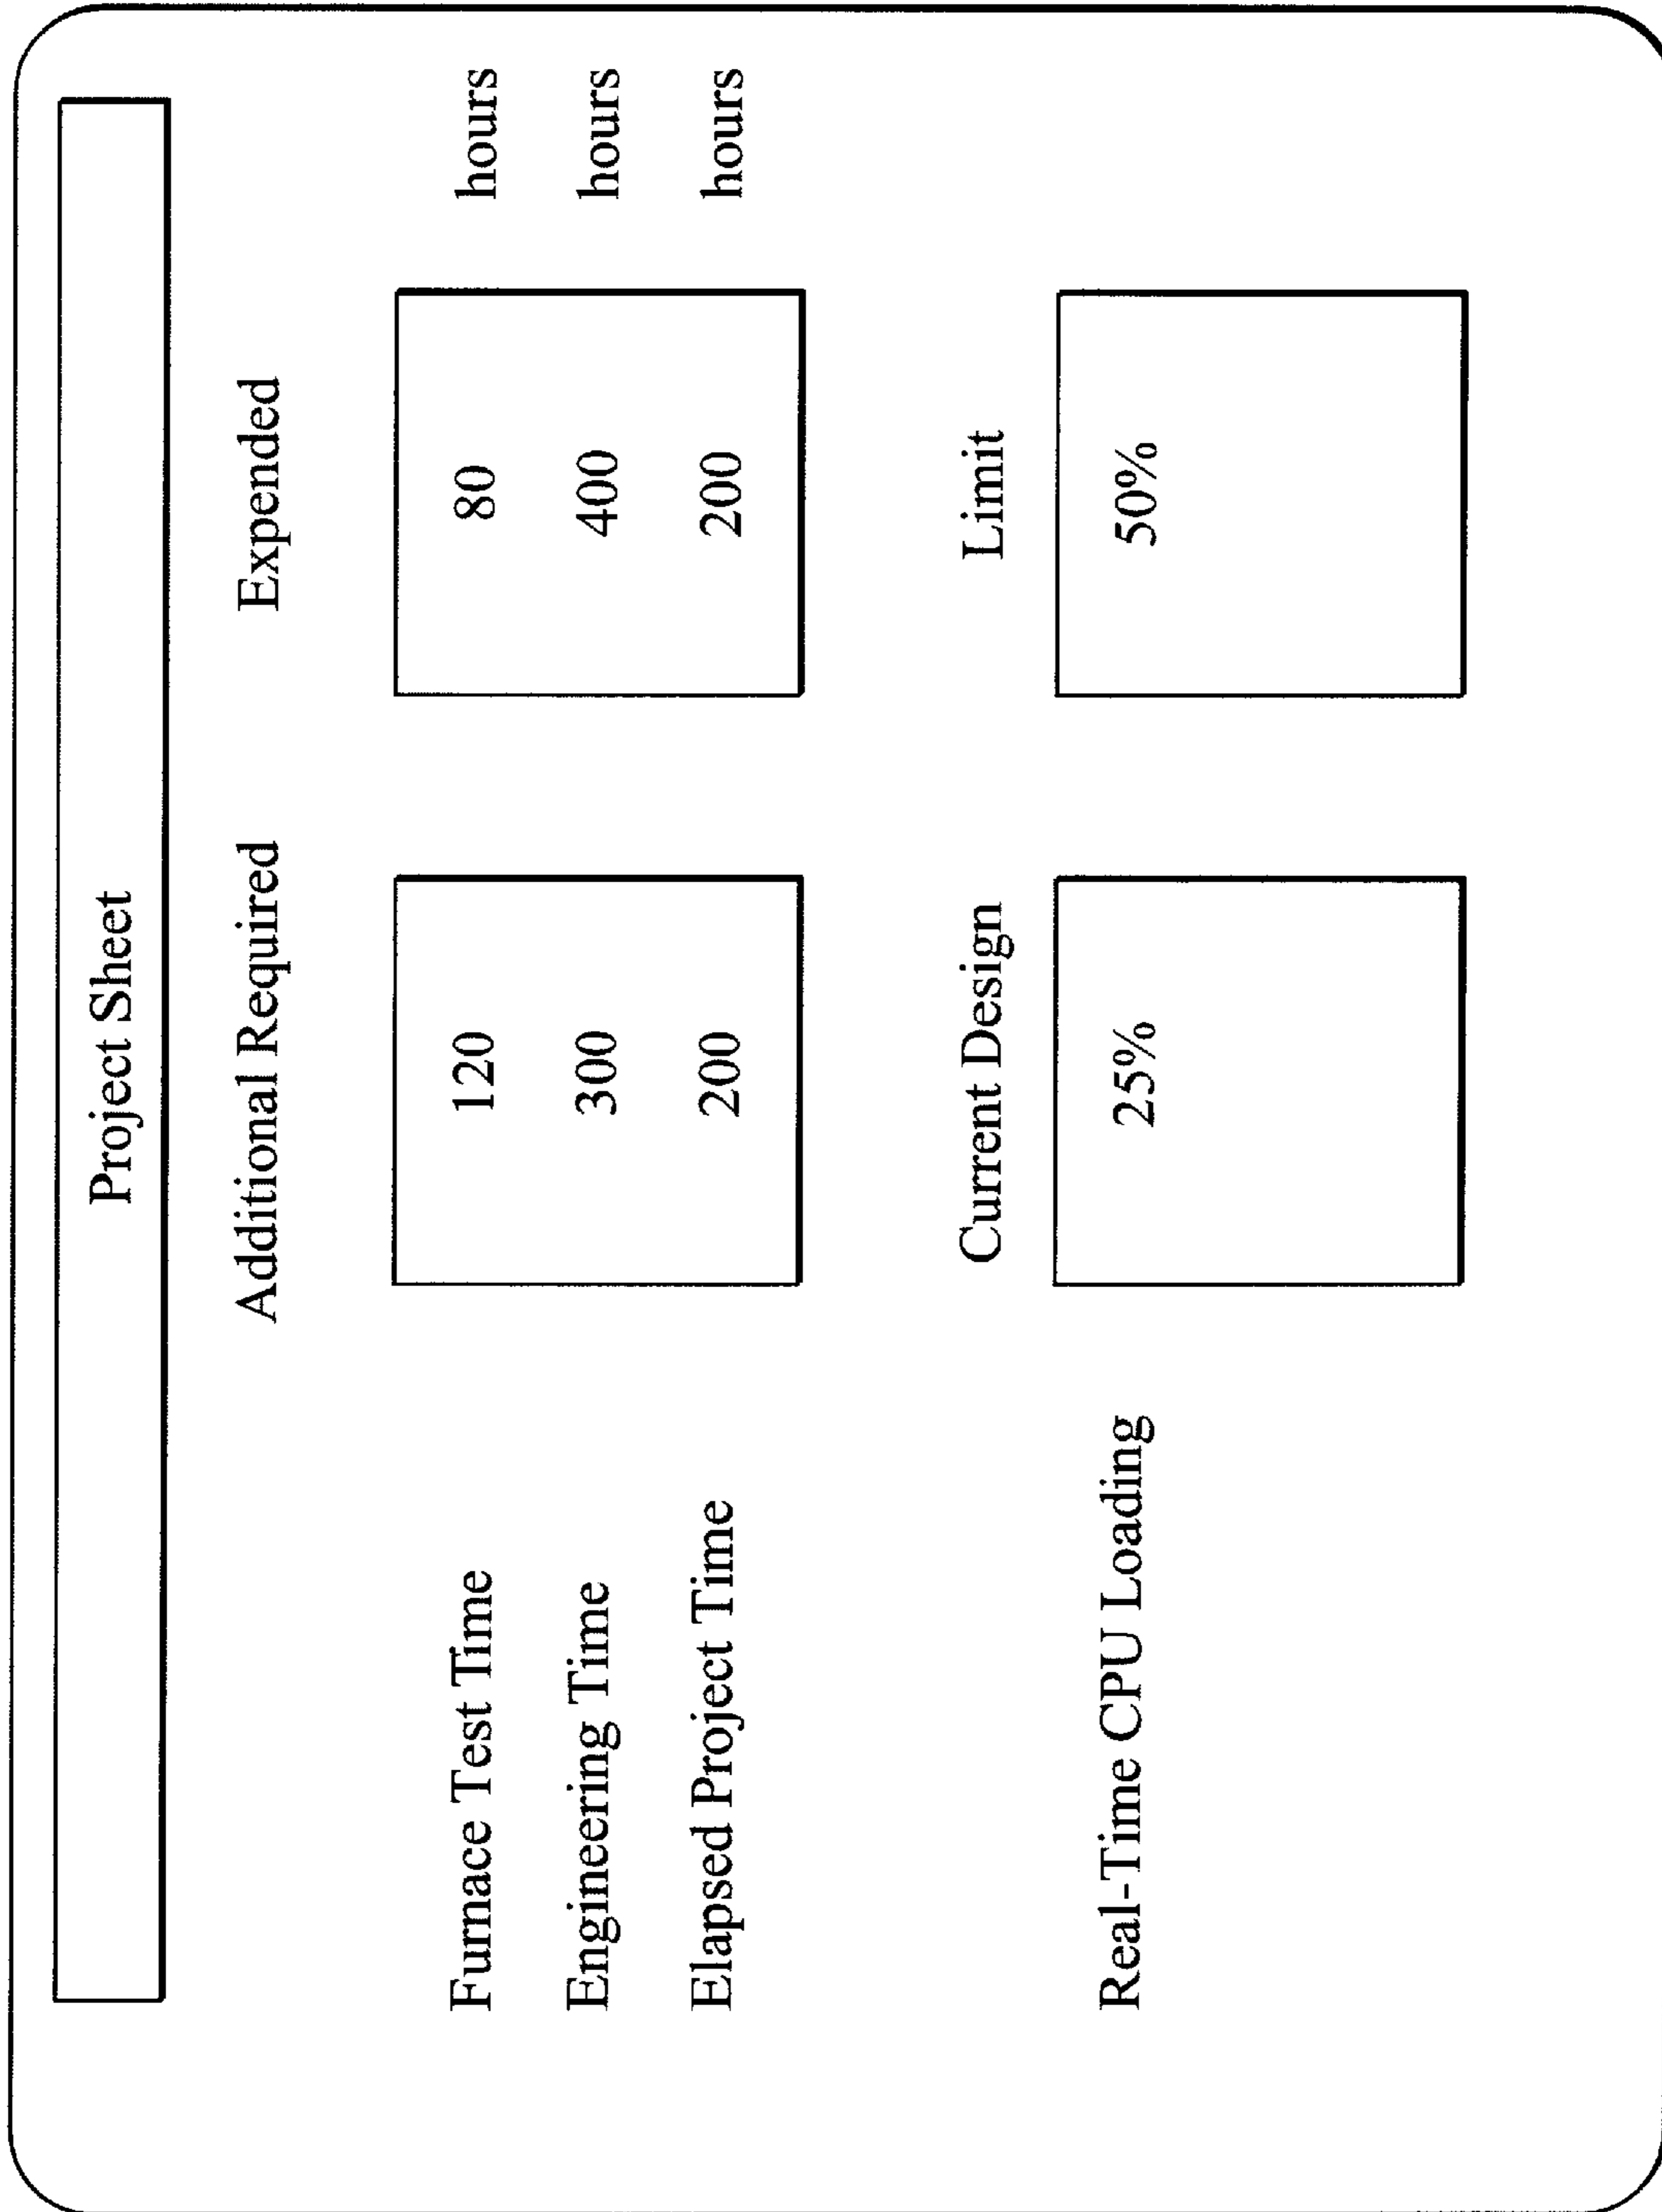 Project Sheet
Additional Required Expended
Furnace Test Time 120 80 hours
Engineering Time 300 400 hours
Elapsed Project Time 200 200 hours
Current Design Limit
Real-Time CPU Loading 25% 50%